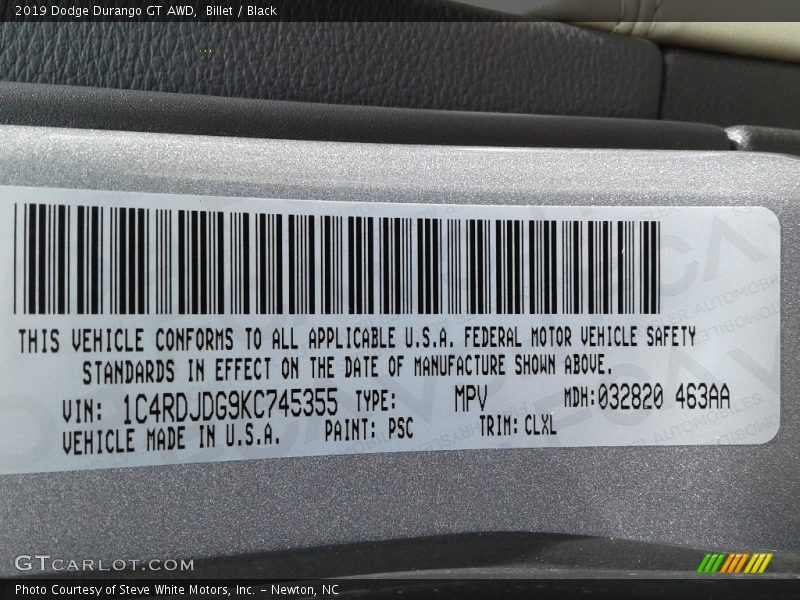 2019 Dodge Durango GT AWD, Billet / Black
THIS VEHICLE CONFORMS TO ALL APPLICABLE U.S.A. FEDERAL MOTOR VEHICLE SAFETY
STANDARDS IN EFFECT ON THE DATE OF MANUFACTURE SHOWN ABOVE.
VIN: 1C4RDJDG9KC745355 TYPE: MPV MDH:032820 463AA
VEHICLE MADE IN U.S.A. PAINT: PSC TRIM: CLXL
GTCARLOT.COM
Photo Courtesy of Steve White Motors, Inc. – Newton, NC